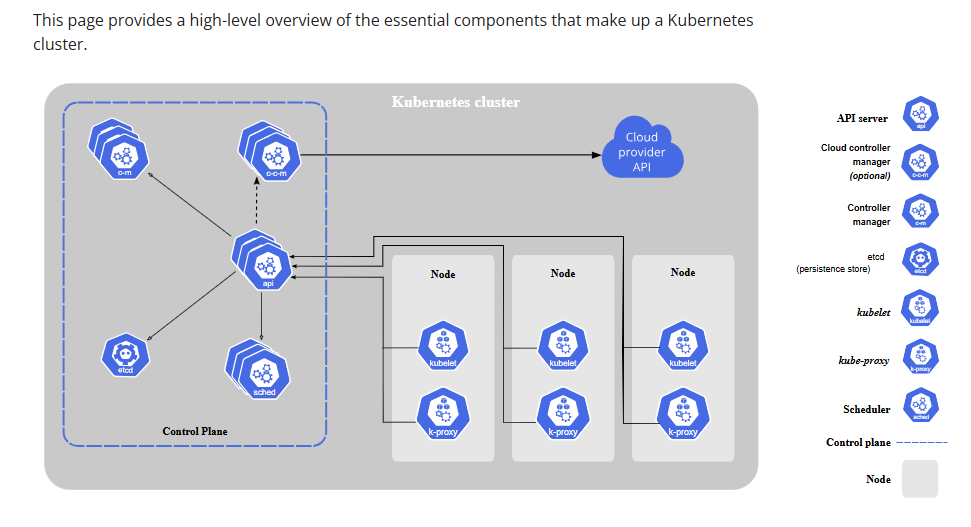 This page provides a high-level overview of the essential components that make up a Kubernetes
cluster.
Kubernetes cluster
c-m
c-c-m
Cloud
provider
API
api
etcd
sched
Control Plane
Node
kubelet
k-proxy
Node
kubelet
k-proxy
Node
kubelet
k-proxy
API server
api
Cloud controller
manager
(optional)
c-c-m
Controller
manager
c-m
etcd
(persistence store)
etcd
kubelet
kubelet
kube-proxy
k-proxy
Scheduler
sched
Control plane
Node